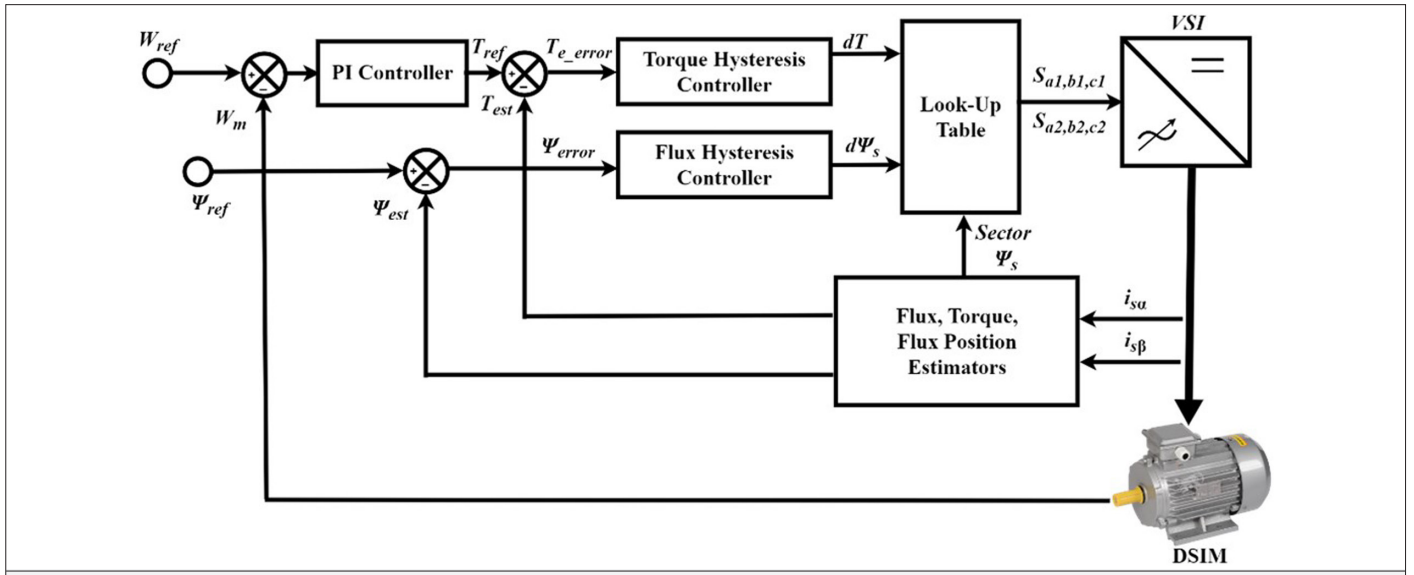 W_ref
PI Controller
T_ref
T_e_error
Torque Hysteresis
Controller
dT
Look-Up
Table
S_a1,b1,c1
S_a2,b2,c2
VSI
W_m
T_est
Ψ_ref
Ψ_error
Flux Hysteresis
Controller
dΨ_s
Ψ_est
Sector
Ψ_s
Flux, Torque,
Flux Position
Estimators
i_sα
i_sβ
DSIM